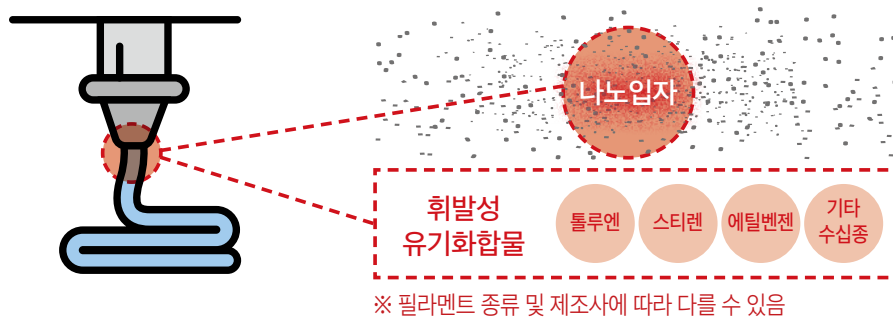 나노입자
휘발성
유기화합물
톨루엔
스티렌
에틸벤젠
기타
수십종
※ 필라멘트 종류 및 제조사에 따라 다를 수 있음